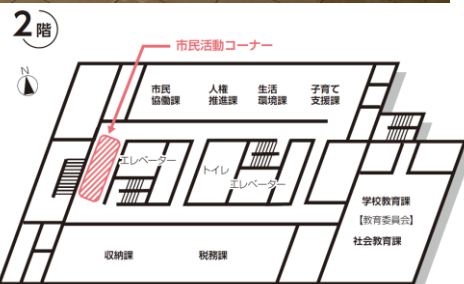 2階
市民活動コーナー
N
市民
協働課
人権
推進課
生活
環境課
子育て
支援課
エレベーター
トイレ
エレベーター
学校教育課
【教育委員会】
社会教育課
収納課
税務課